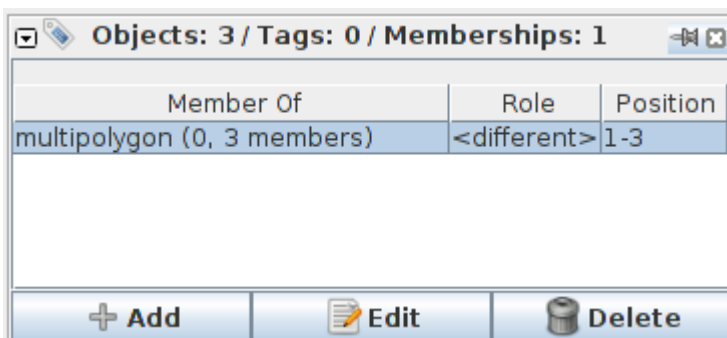 Objects: 3 / Tags: 0 / Memberships: 1
Member Of Role Position
multipolygon (0, 3 members) <different> 1-3
Add Edit Delete